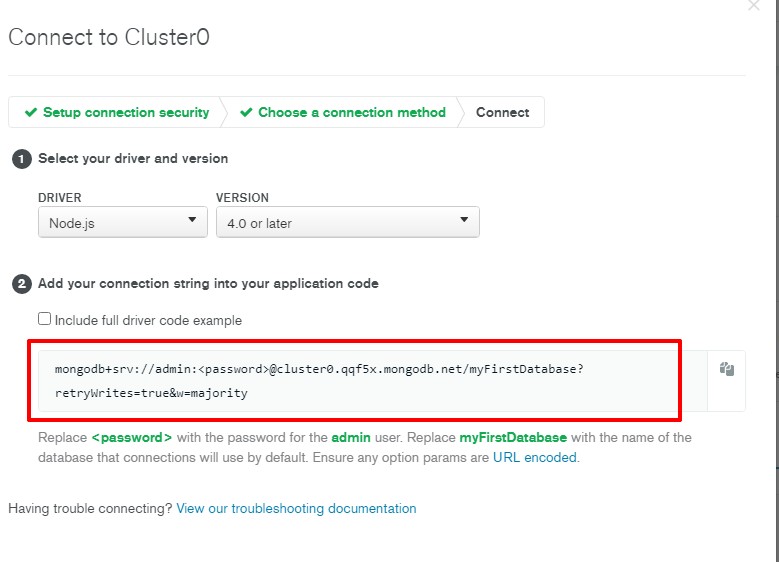 Connect to Cluster0
✔ Setup connection security ✔ Choose a connection method Connect
1 Select your driver and version
DRIVER VERSION
Node.js 4.0 or later
2 Add your connection string into your application code
Include full driver code example
mongodb+srv://admin:<password>@cluster0.qqf5x.mongodb.net/myFirstDatabase?
retryWrites=true&w=majority
Replace <password> with the password for the admin user. Replace myFirstDatabase with the name of the
database that connections will use by default. Ensure any option params are URL encoded.
Having trouble connecting? View our troubleshooting documentation